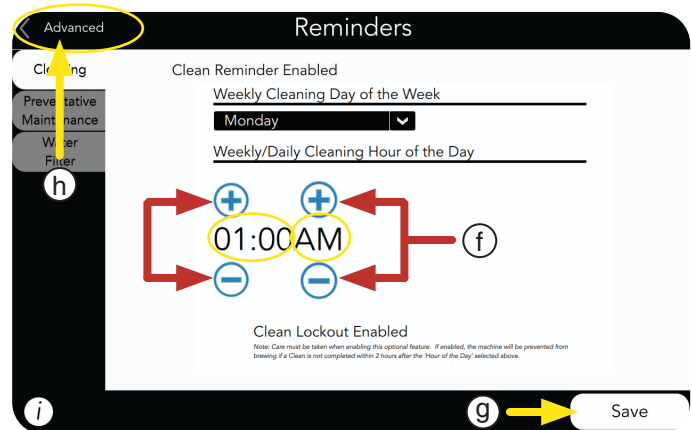 Advanced
Reminders
Cleaning
Preventative
Maintenance
Water
Filter
h
Clean Reminder Enabled
Weekly Cleaning Day of the Week
Monday
Weekly/Daily Cleaning Hour of the Day
01:00 AM
f
Clean Lockout Enabled
Note: Care must be taken when enabling this optional feature. If enabled, the machine will be prevented from
brewing if a Clean is not completed within 2 hours after the 'Hour of the Day' selected above.
i
g
Save